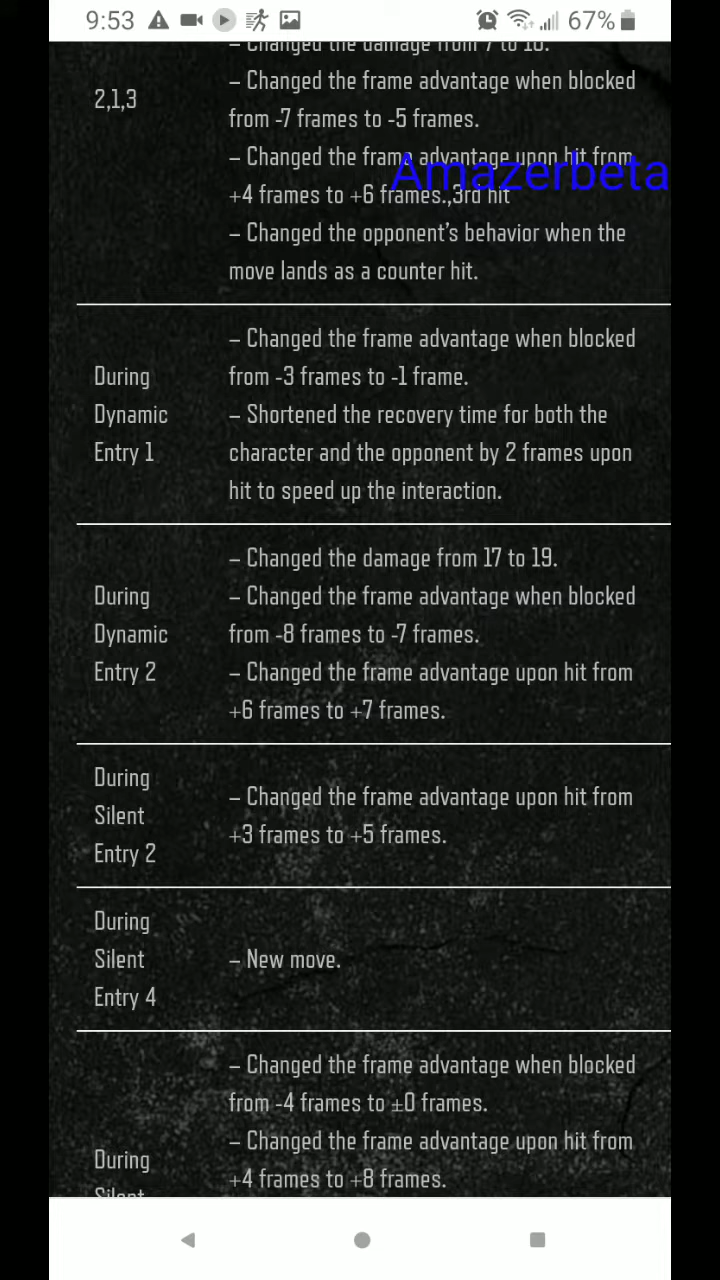 9:53
67%
– Changed the damage from 7 to 10.
2,1,3
– Changed the frame advantage when blocked
from -7 frames to -5 frames.
– Changed the frame advantage upon hit from
+4 frames to +6 frames.,3rd hit
Amazerbeta
– Changed the opponent’s behavior when the
move lands as a counter hit.
During
Dynamic
Entry 1
– Changed the frame advantage when blocked
from -3 frames to -1 frame.
– Shortened the recovery time for both the
character and the opponent by 2 frames upon
hit to speed up the interaction.
During
Dynamic
Entry 2
– Changed the damage from 17 to 19.
– Changed the frame advantage when blocked
from -8 frames to -7 frames.
– Changed the frame advantage upon hit from
+6 frames to +7 frames.
During
Silent
Entry 2
– Changed the frame advantage upon hit from
+3 frames to +5 frames.
During
Silent
Entry 4
– New move.
During
Silent
– Changed the frame advantage when blocked
from -4 frames to ±0 frames.
– Changed the frame advantage upon hit from
+4 frames to +8 frames.